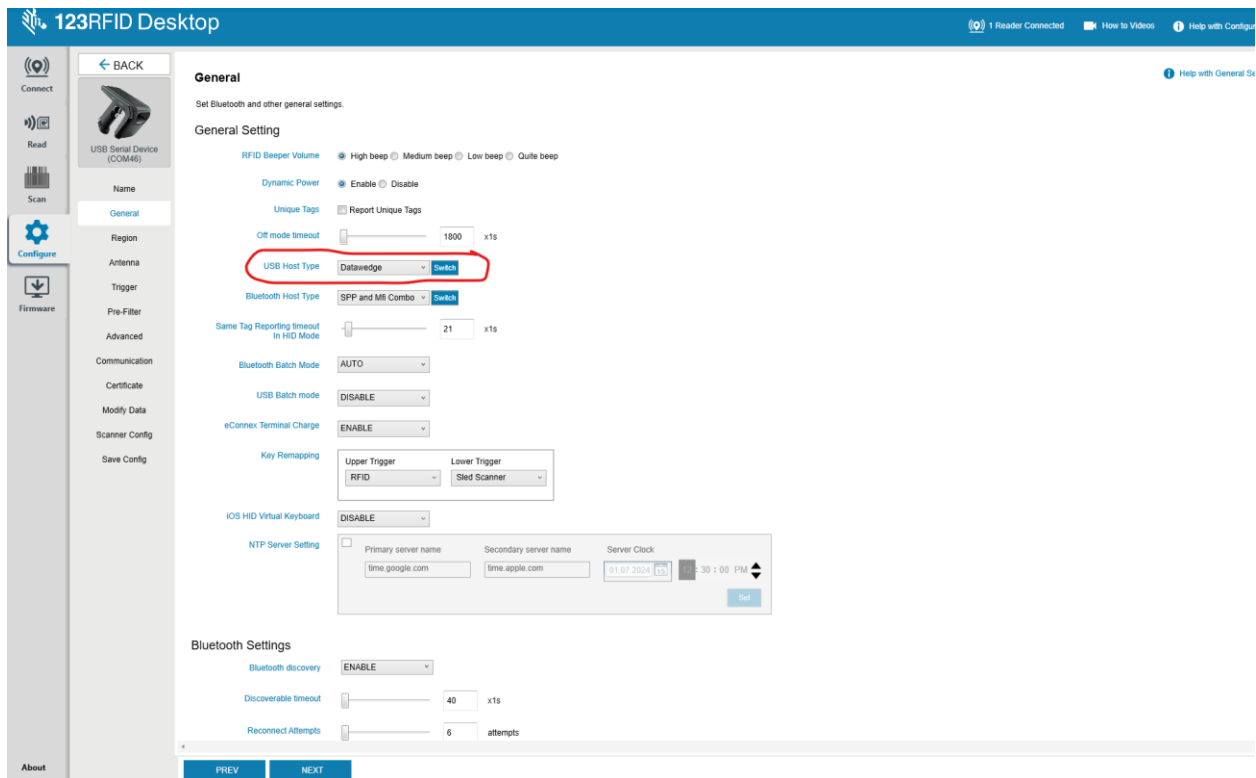 123RFID Desktop
1 Reader Connected
How to Videos
Help with Configur
Connect
Read
Scan
Configure
Firmware
About
BACK
USB Serial Device
(COM46)
Name
General
Region
Antenna
Trigger
Pre-Filter
Advanced
Communication
Certificate
Modify Data
Scanner Config
Save Config
General
Help with General Se
Set Bluetooth and other general settings.
General Setting
RFID Beeper Volume High beep Medium beep Low beep Quite beep
Dynamic Power Enable Disable
Unique Tags Report Unique Tags
Off mode timeout 1800 x1s
USB Host Type Datawedge Switch
Bluetooth Host Type SPP and Mfi Combo Switch
Same Tag Reporting timeout
In HID Mode 21 x1s
Bluetooth Batch Mode AUTO
USB Batch mode DISABLE
eConnex Terminal Charge ENABLE
Key Remapping
Upper Trigger Lower Trigger
RFID Sled Scanner
iOS HID Virtual Keyboard DISABLE
NTP Server Setting
Primary server name Secondary server name Server Clock
time.google.com time.apple.com 01.07.2024 15 12 : 30 : 00 PM
Set
Bluetooth Settings
Bluetooth discovery ENABLE
Discoverable timeout 40 x1s
Reconnect Attempts 6 attempts
PREV NEXT